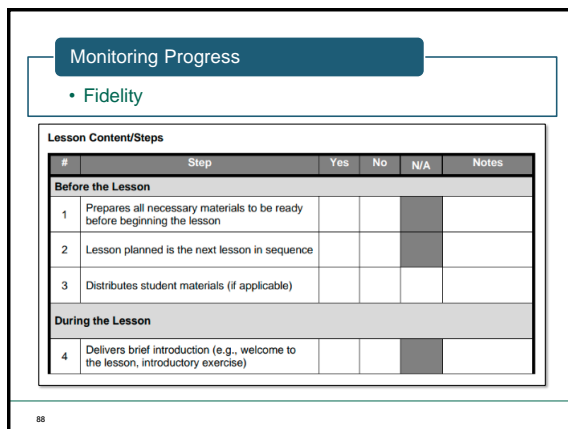 Monitoring Progress
• Fidelity
Lesson Content/Steps
# Step Yes No N/A Notes
Before the Lesson
1 Prepares all necessary materials to be ready
before beginning the lesson
2 Lesson planned is the next lesson in sequence
3 Distributes student materials (if applicable)
During the Lesson
4 Delivers brief introduction (e.g., welcome to
the lesson, introductory exercise)
88